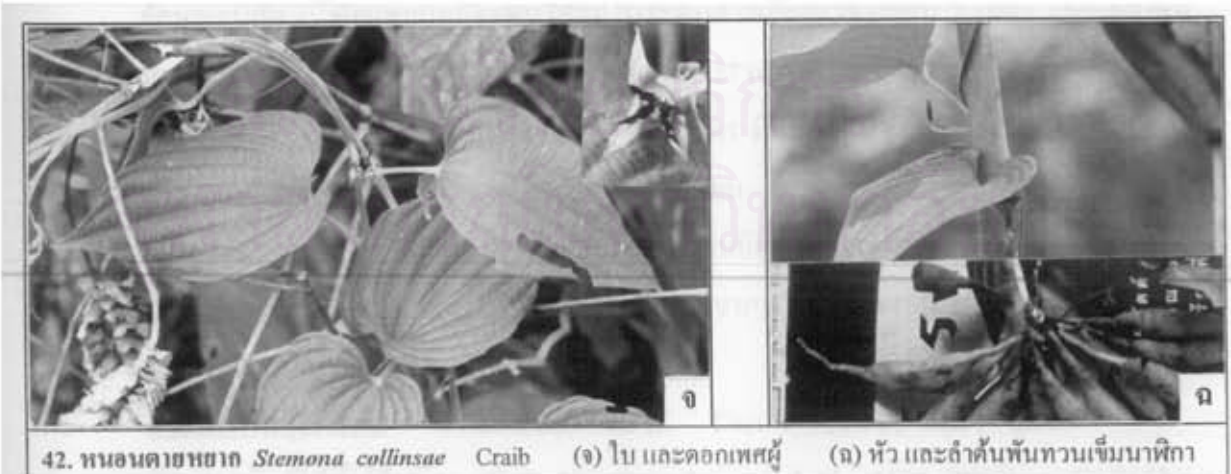 จ
ฉ
42. หนอนตายหยาก Stemona collinsae Craib (จ) ใบ และดอกเพศผู้ (ฉ) หัว และลำต้นพันทวนเข็มนาฬิกา